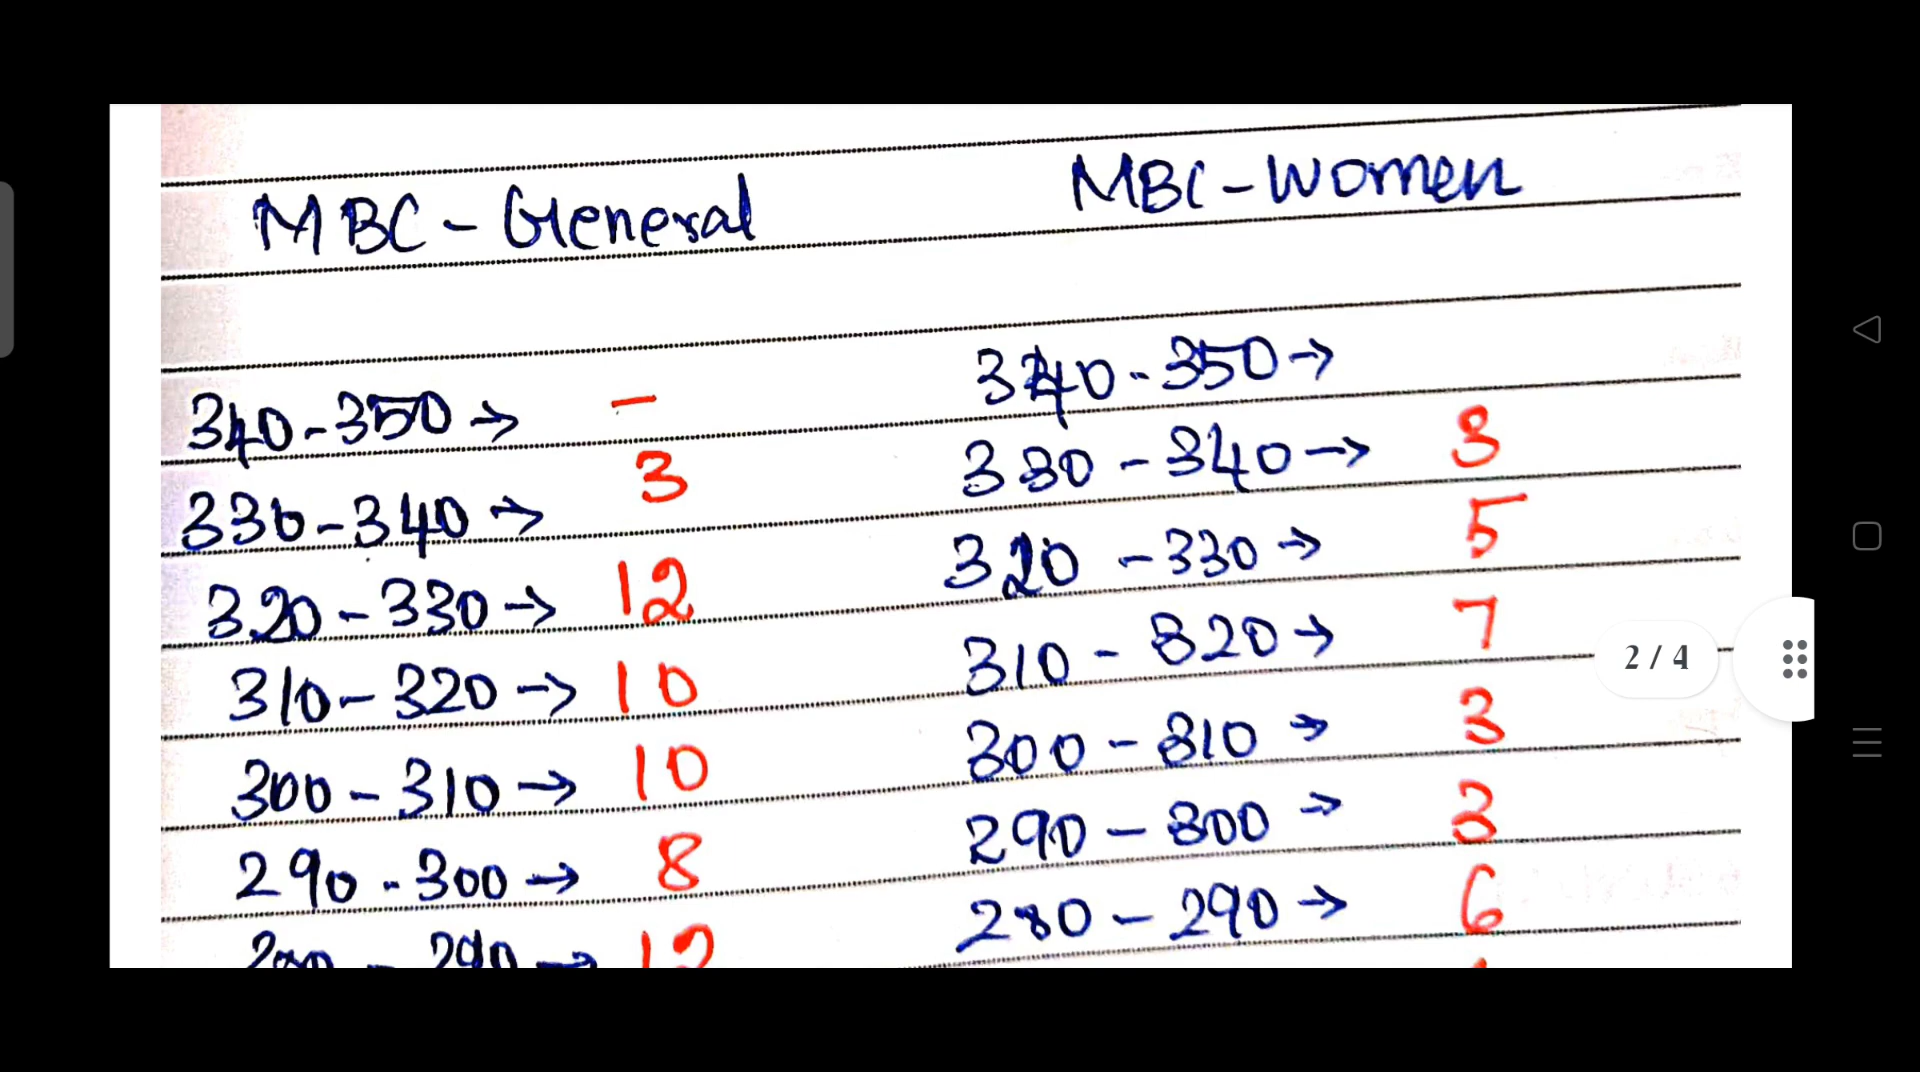 MBC - General
MBC - Women
340-350 → -
340-350 →
330-340 → 3
330-340 → 3
320-330 → 12
320-330 → 5
310-320 → 10
310-320 → 7
300-310 → 10
300-310 → 3
290-300 → 8
290-300 → 3
280-290 → 6
2/4